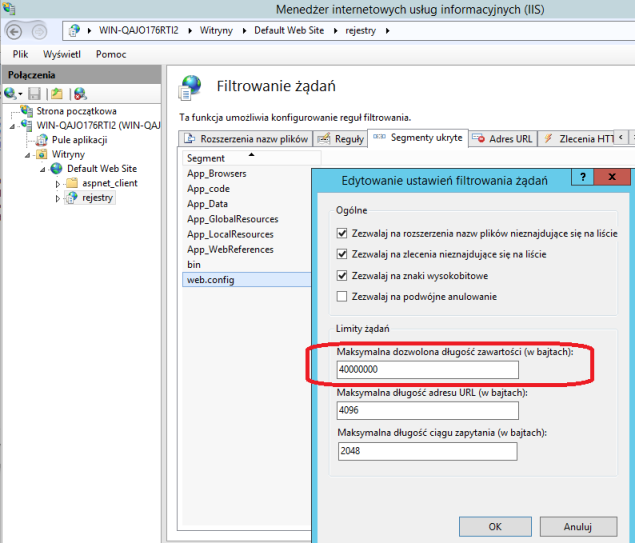 Menedżer internetowych usług informacyjnych (IIS)
WIN-QAJO176RTI2 Witryny Default Web Site rejestry
Plik Wyświetl Pomoc
Połączenia
Strona początkowa
WIN-QAJO176RTI2 (WIN-QAJ
Pule aplikacji
Witryny
Default Web Site
aspnet_client
rejestry
Filtrowanie żądań
Ta funkcja umożliwia konfigurowanie reguł filtrowania.
Rozszerzenia nazw plików Reguły Segmenty ukryte Adres URL Zlecenia HTT
Segment
App_Browsers
App_code
App_Data
App_GlobalResources
App_LocalResources
App_WebReferences
bin
web.config
Edytowanie ustawień filtrowania żądań ? x
Ogólne
Zezwalaj na rozszerzenia nazw plików nieznajdujące się na liście
Zezwalaj na zlecenia nieznajdujące się na liście
Zezwalaj na znaki wysokobitowe
Zezwalaj na podwójne anulowanie
Limity żądań
Maksymalna dozwolona długość zawartości (w bajtach):
40000000
Maksymalna długość adresu URL (w bajtach):
4096
Maksymalna długość ciągu zapytania (w bajtach):
2048
OK Anuluj